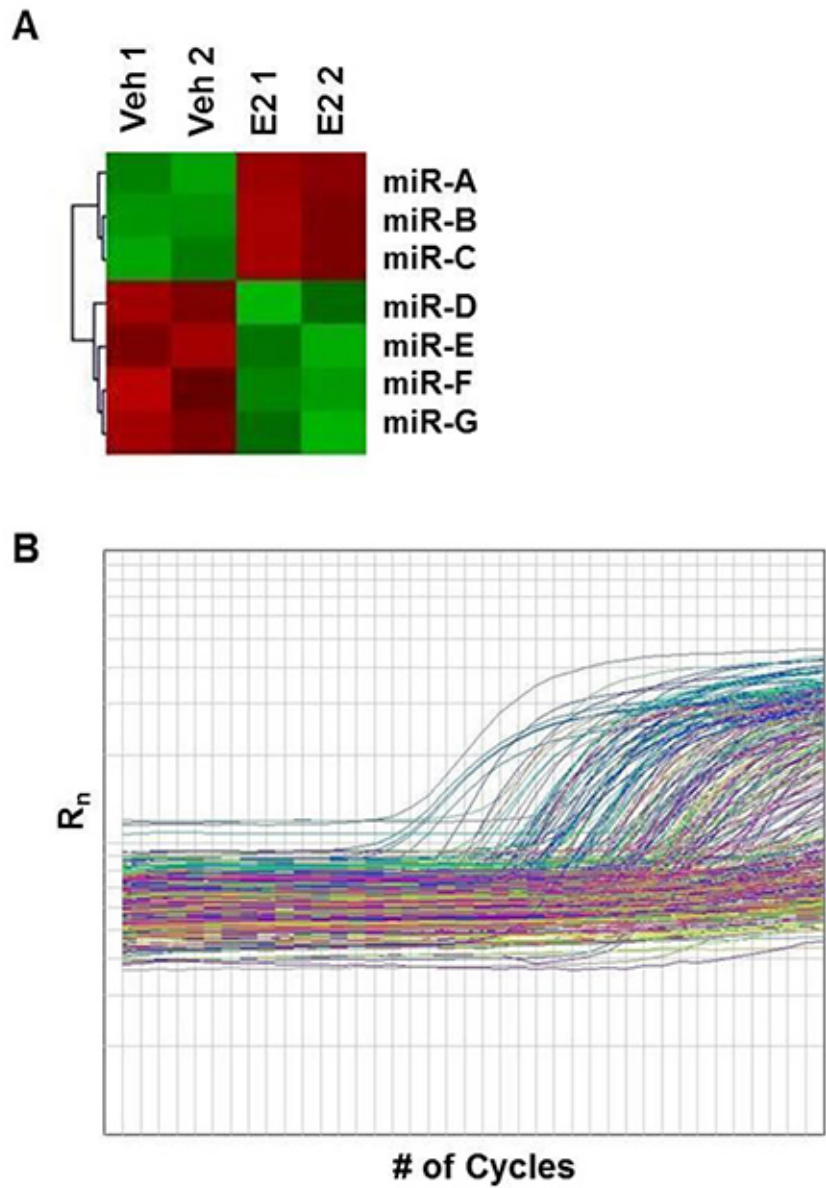 A
Veh 1
Veh 2
E2 1
E2 2
miR-A
miR-B
miR-C
miR-D
miR-E
miR-F
miR-G
B
Rn
# of Cycles